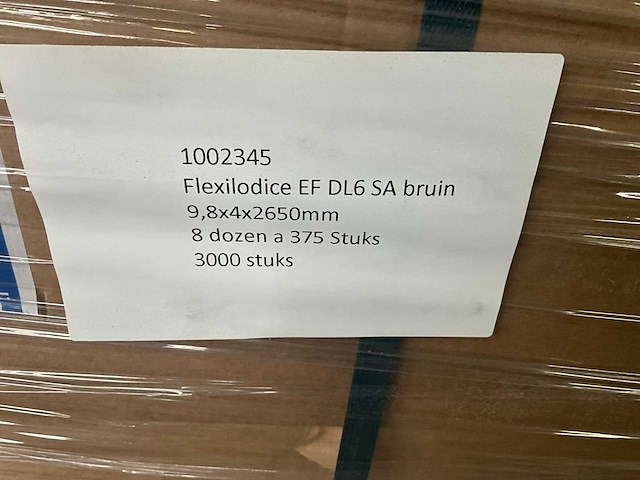 1002345
Flexilodice EF DL6 SA bruin
9,8x4x2650mm
8 dozen a 375 Stuks
3000 stuks